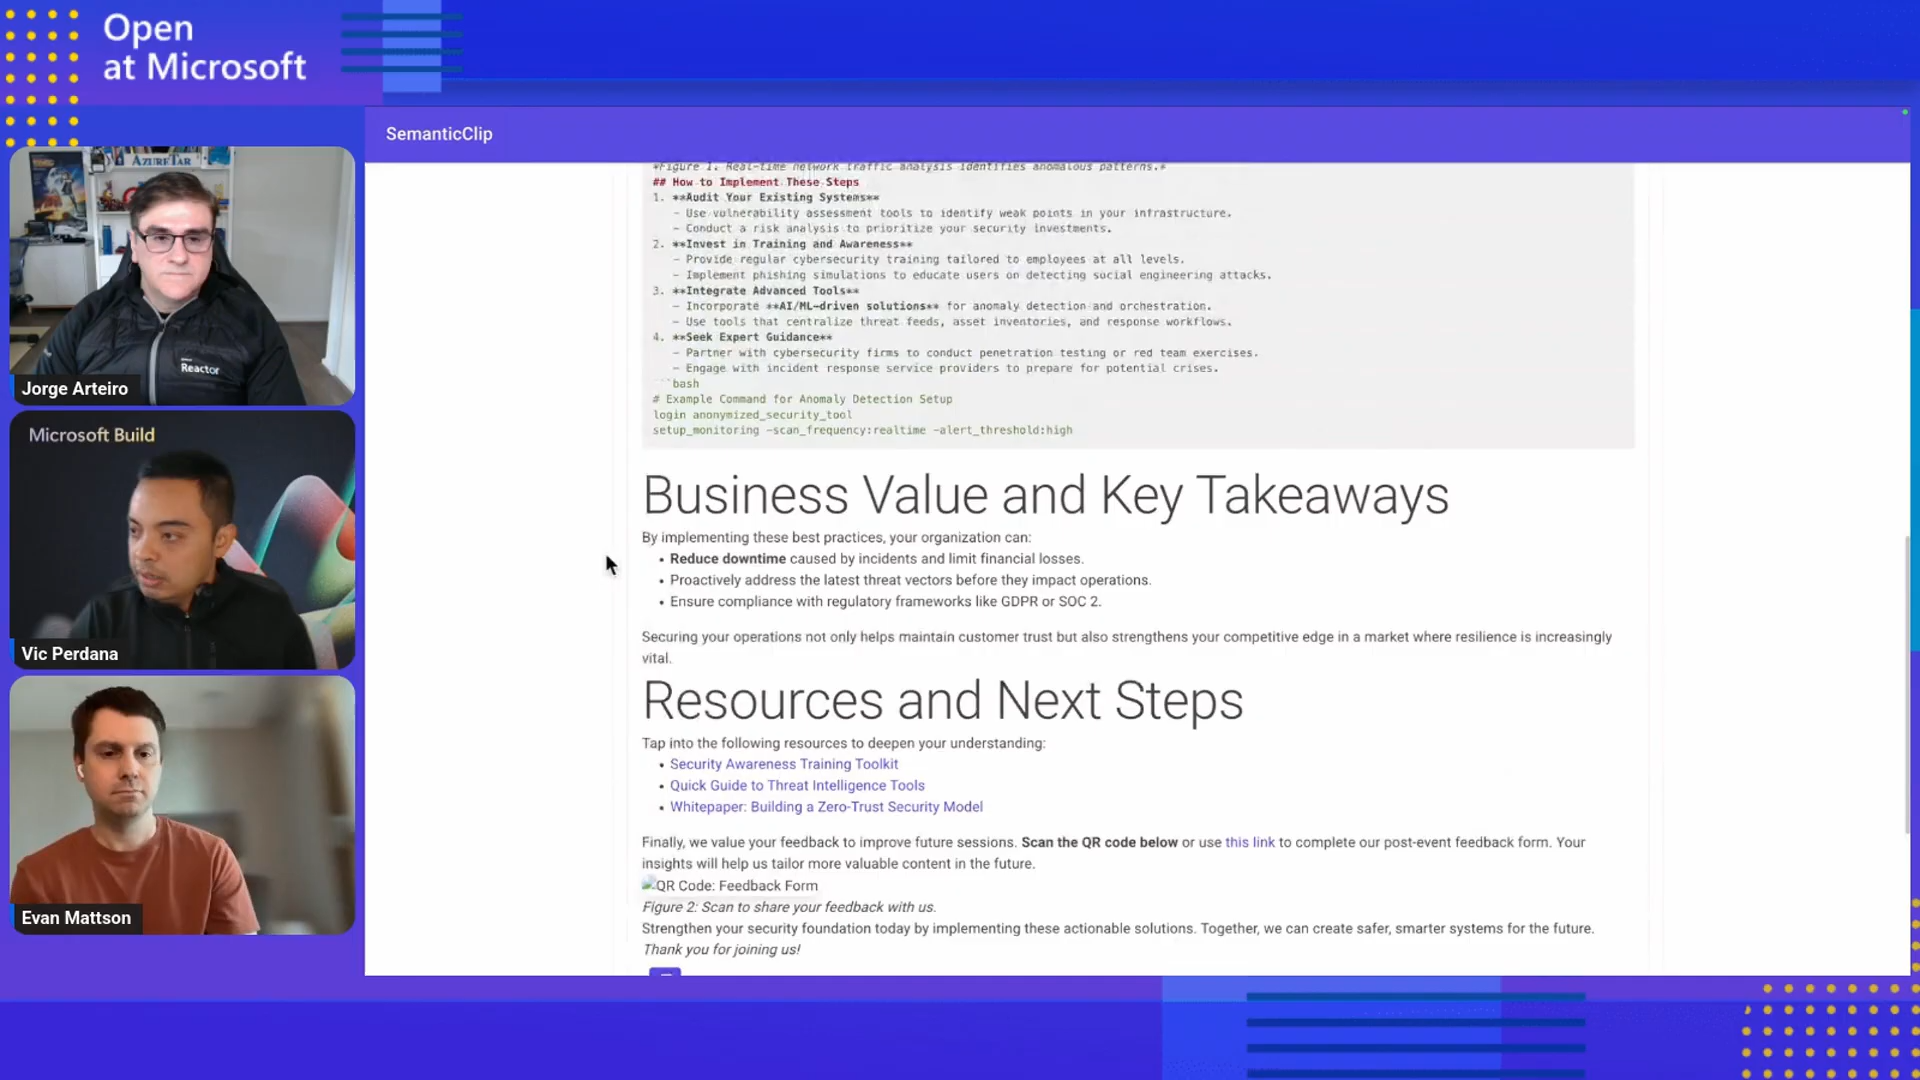 Open
at Microsoft
SemanticClip
AZURETAR
Reactor
Jorge Arteiro
Microsoft Build
Vic Perdana
Evan Mattson
*Figure 1. Real-time network traffic analysis identifies anomalous patterns.*
## How to Implement These Steps
1. **Audit Your Existing Systems**
- Use vulnerability assessment tools to identify weak points in your infrastructure.
- Conduct a risk analysis to prioritize your security investments.
2. **Invest in Training and Awareness**
- Provide regular cybersecurity training tailored to employees at all levels.
- Implement phishing simulations to educate users on detecting social engineering attacks.
3. **Integrate Advanced Tools**
- Incorporate **AI/ML-driven solutions** for anomaly detection and orchestration.
- Use tools that centralize threat feeds, asset inventories, and response workflows.
4. **Seek Expert Guidance**
- Partner with cybersecurity firms to conduct penetration testing or red team exercises.
- Engage with incident response service providers to prepare for potential crises.
```bash
# Example Command for Anomaly Detection Setup
login anonymized_security_tool
setup_monitoring -scan_frequency:realtime -alert_threshold:high
Business Value and Key Takeaways
By implementing these best practices, your organization can:
• Reduce downtime caused by incidents and limit financial losses.
• Proactively address the latest threat vectors before they impact operations.
• Ensure compliance with regulatory frameworks like GDPR or SOC 2.
Securing your operations not only helps maintain customer trust but also strengthens your competitive edge in a market where resilience is increasingly
vital.
Resources and Next Steps
Tap into the following resources to deepen your understanding:
• Security Awareness Training Toolkit
• Quick Guide to Threat Intelligence Tools
• Whitepaper: Building a Zero-Trust Security Model
Finally, we value your feedback to improve future sessions. Scan the QR code below or use this link to complete our post-event feedback form. Your
insights will help us tailor more valuable content in the future.
QR Code: Feedback Form
Figure 2: Scan to share your feedback with us.
Strengthen your security foundation today by implementing these actionable solutions. Together, we can create safer, smarter systems for the future.
Thank you for joining us!